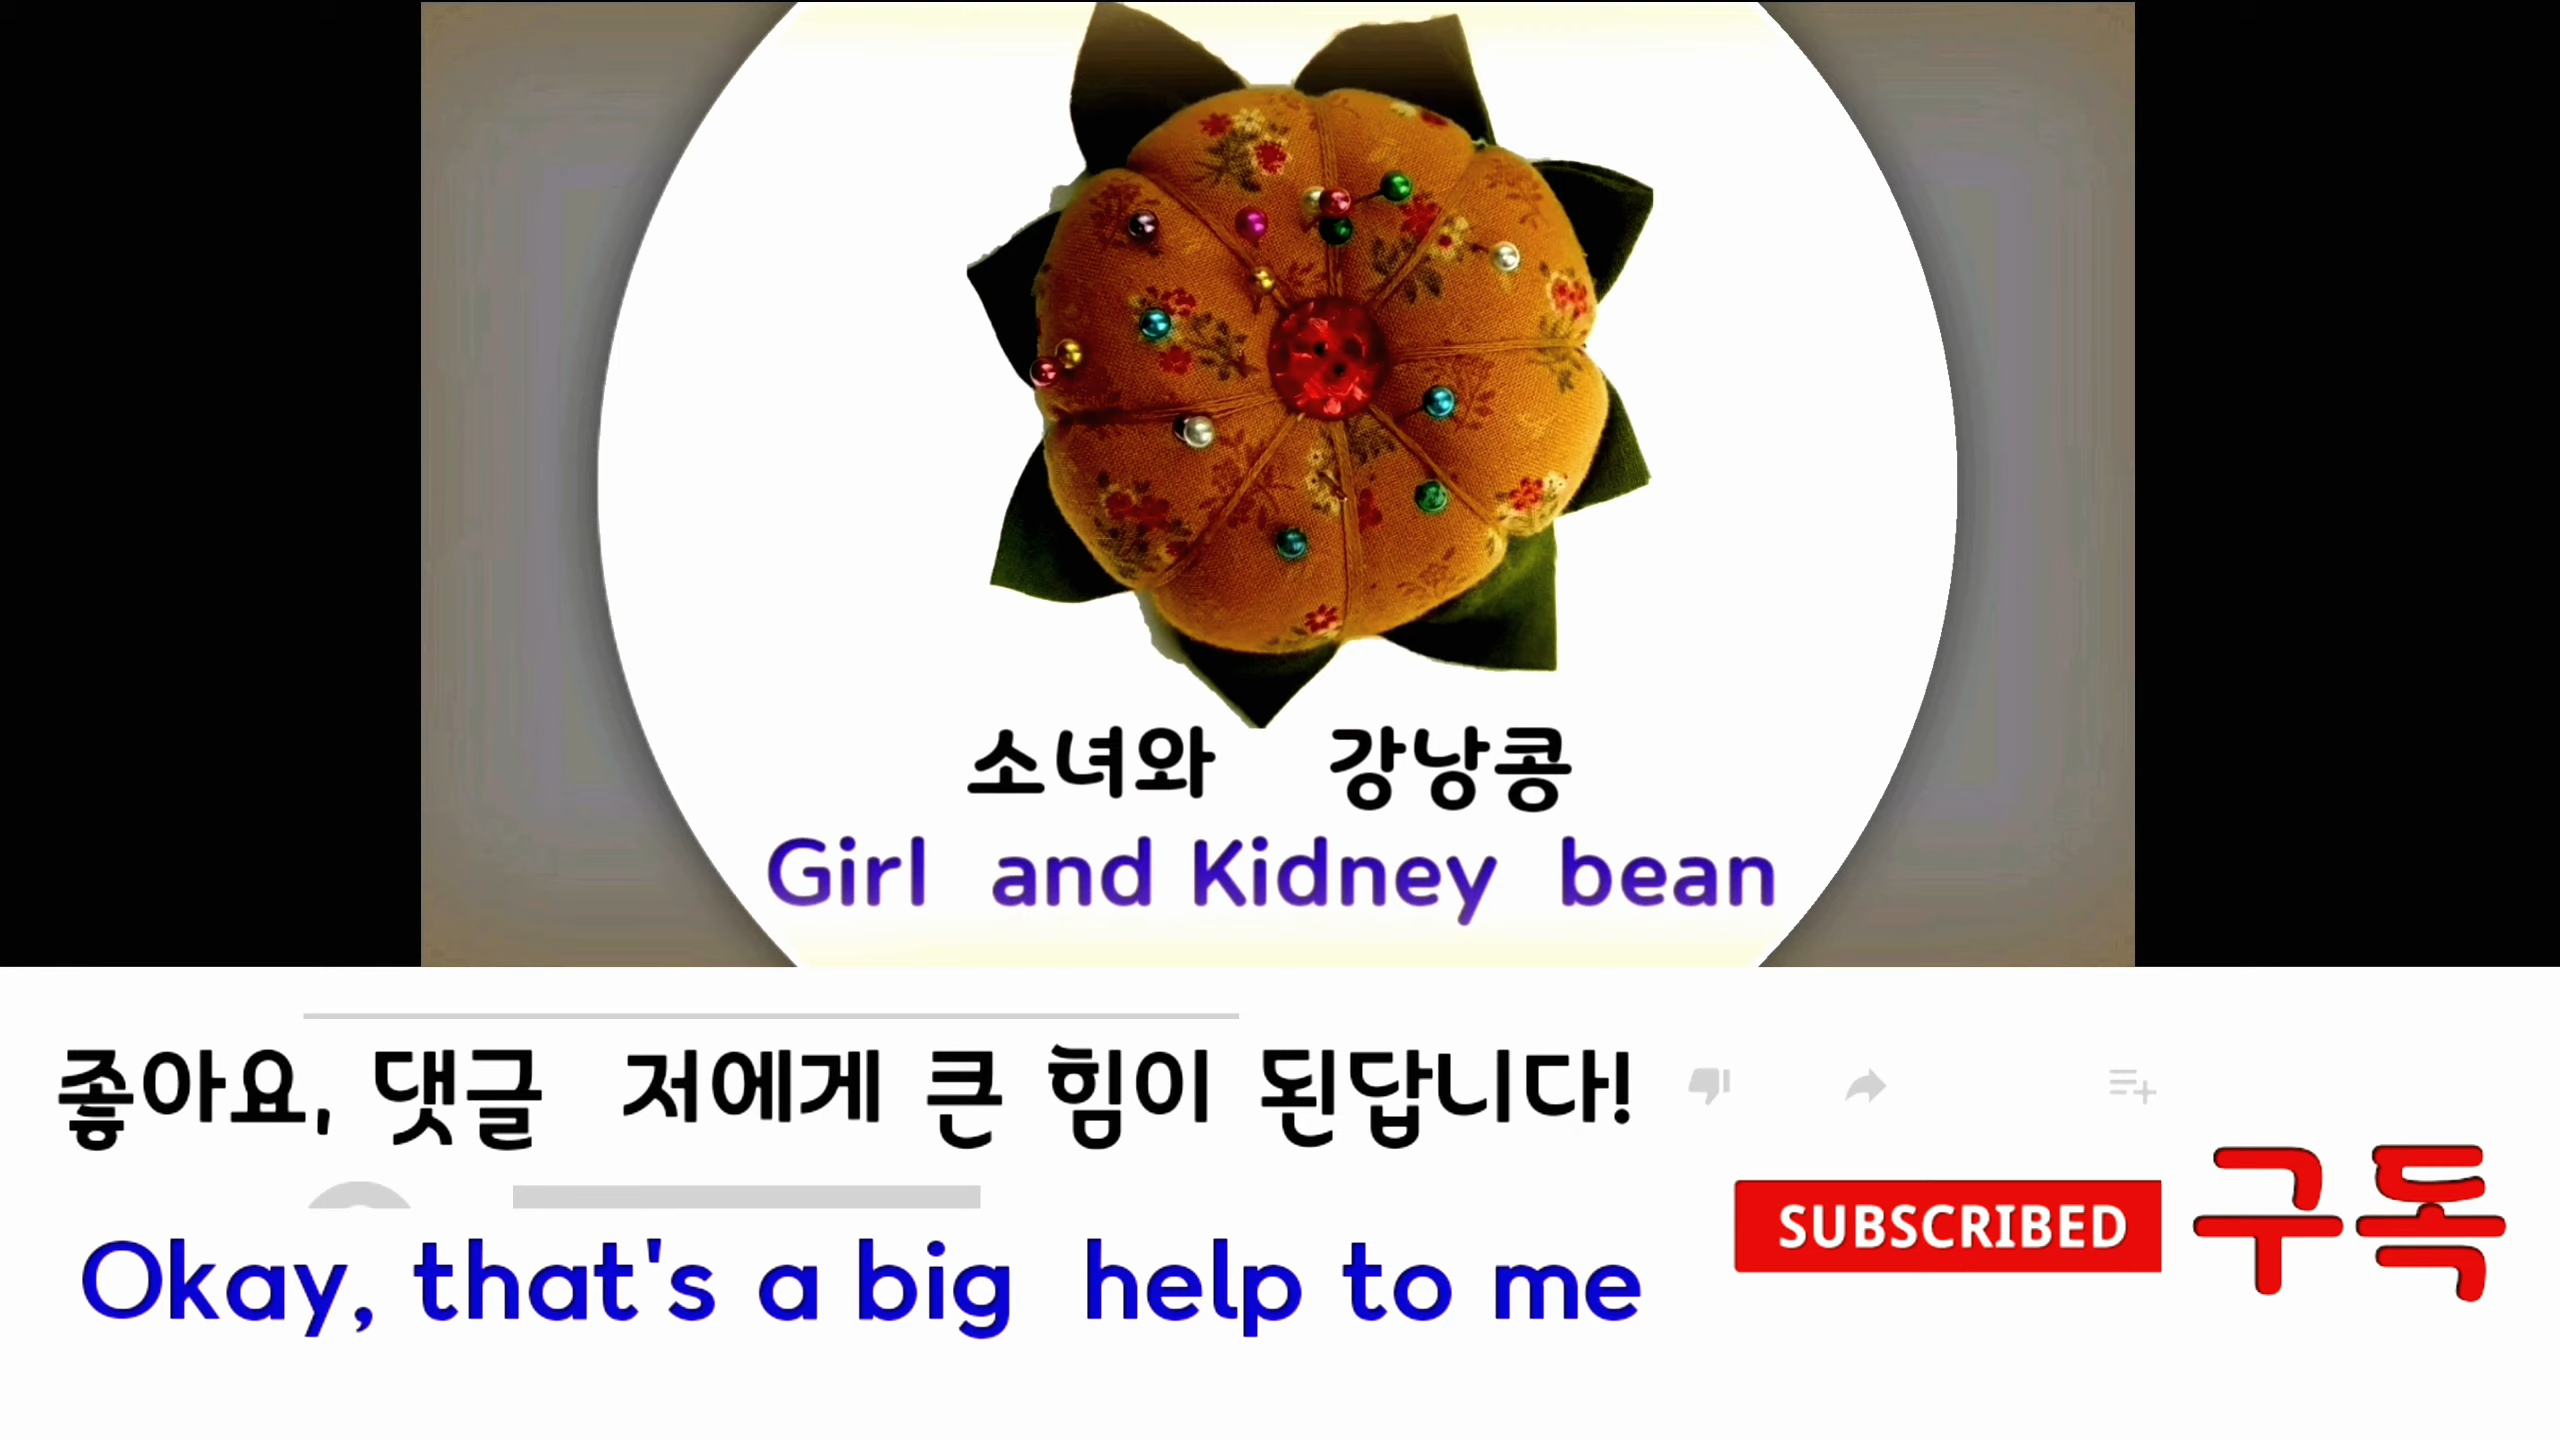 소녀와 강낭콩
Girl and Kidney bean
좋아요, 댓글 저에게 큰 힘이 된답니다!
SUBSCRIBED 구독
Okay, that's a big help to me